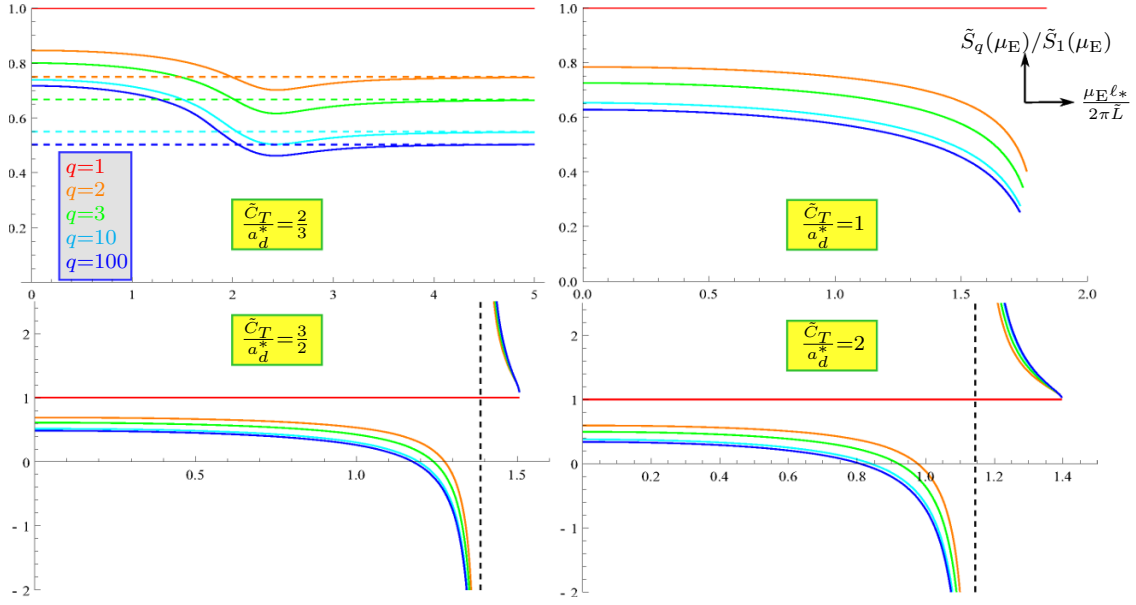 1.0
0.8
0.6
0.4
0.2
0 1 2 3 4 5
q=1
q=2
q=3
q=10
q=100
C̃_T/a*_d = 2/3
1.0
0.8
0.6
0.4
0.2
0.0
0.0 0.5 1.0 1.5 2.0
S̃_q(μ_E)/S̃_1(μ_E)
μ_E ℓ_*/2πL̃
C̃_T/a*_d = 1
2
1
0
-1
-2
0.5 1.0 1.5
C̃_T/a*_d = 3/2
2
1
0
-1
-2
0.2 0.4 0.6 0.8 1.0 1.2 1.4
C̃_T/a*_d = 2